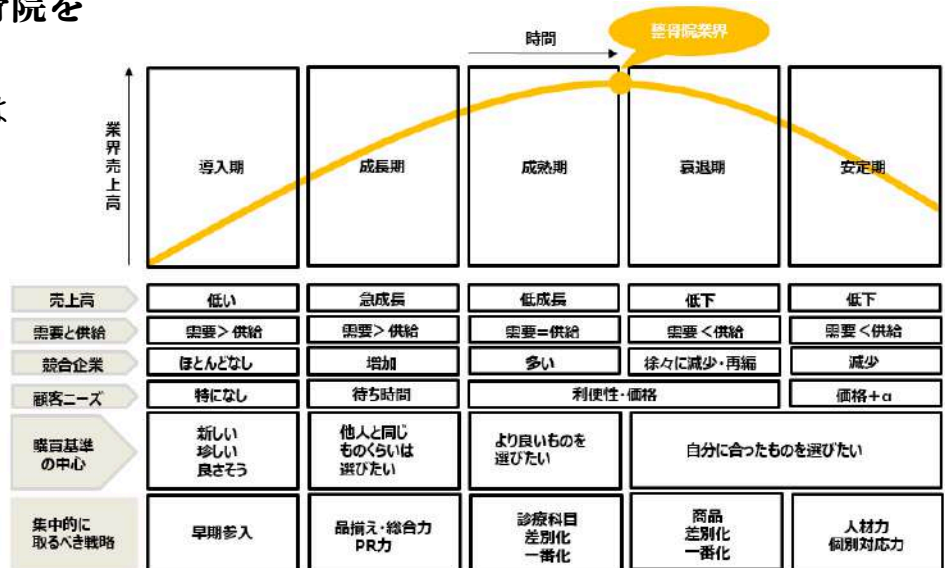 骨院を
は
時間
整骨院業界
業界売上高
導入期
成長期
成熟期
衰退期
安定期
売上高
低い
急成長
低成長
低下
低下
需要と供給
需要>供給
需要>供給
需要=供給
需要<供給
需要<供給
競合企業
ほとんどなし
増加
多い
徐々に減少・再編
減少
顧客ニーズ
特になし
待ち時間
利便性・価格
価格+α
購買基準
の中心
新しい
珍しい
良さそう
他人と同じ
ものくらいは
選びたい
より良いものを
選びたい
自分に合ったものを選びたい
集中的に
取るべき戦略
早期参入
品揃え・総合力
PR力
診療科目
差別化
一番化
商品
差別化
一番化
人材力
個別対応力